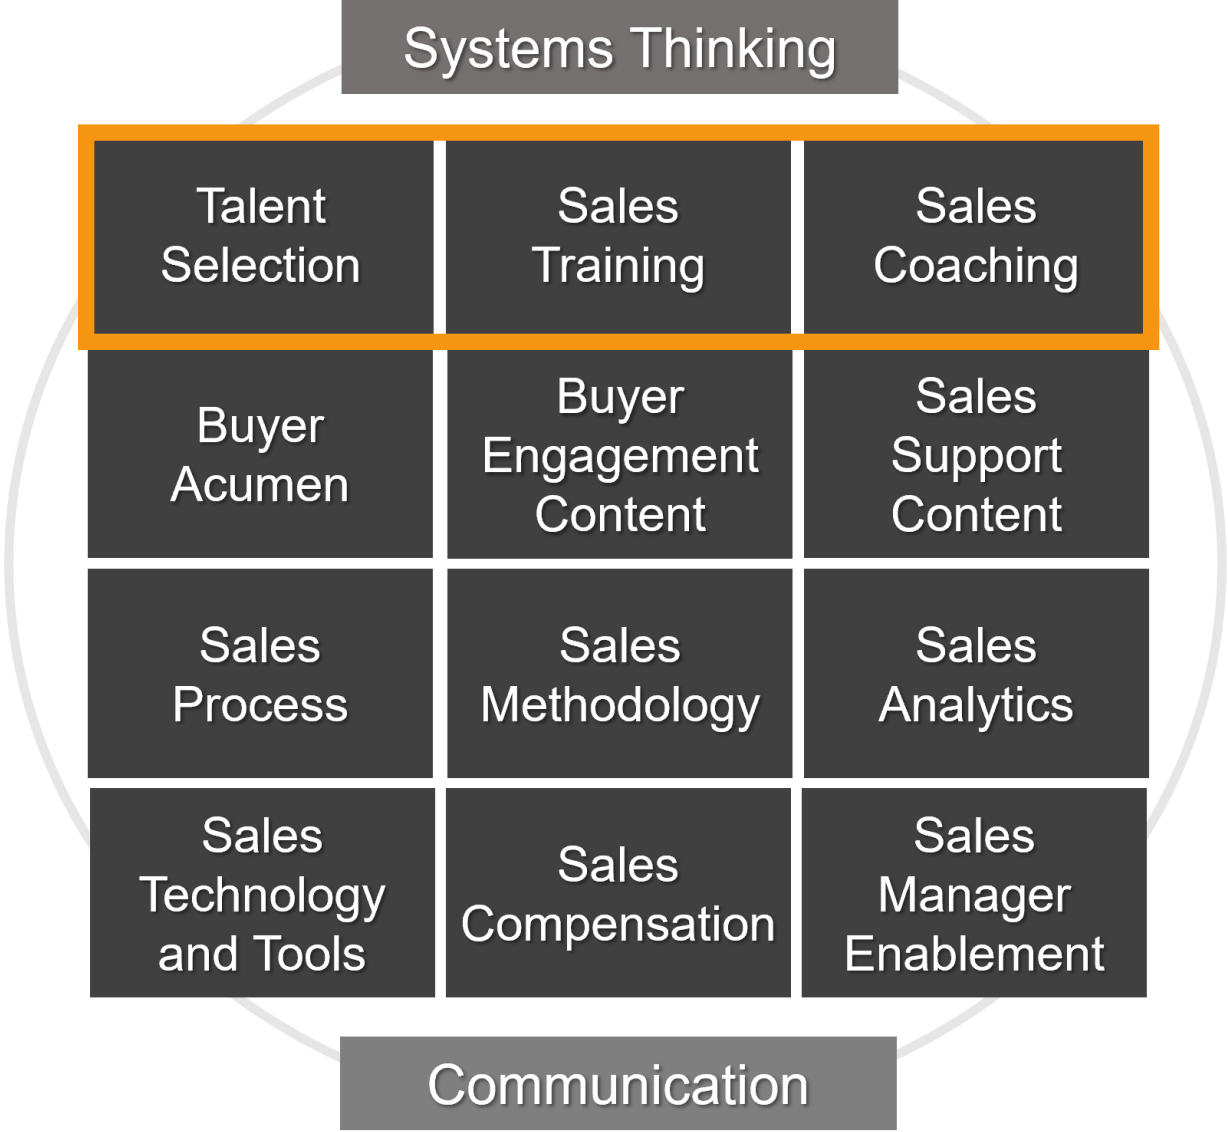 Systems Thinking
Talent
Selection
Sales
Training
Sales
Coaching
Buyer
Acumen
Buyer
Engagement
Content
Sales
Support
Content
Sales
Process
Sales
Methodology
Sales
Analytics
Sales
Technology
and Tools
Sales
Compensation
Sales
Manager
Enablement
Communication